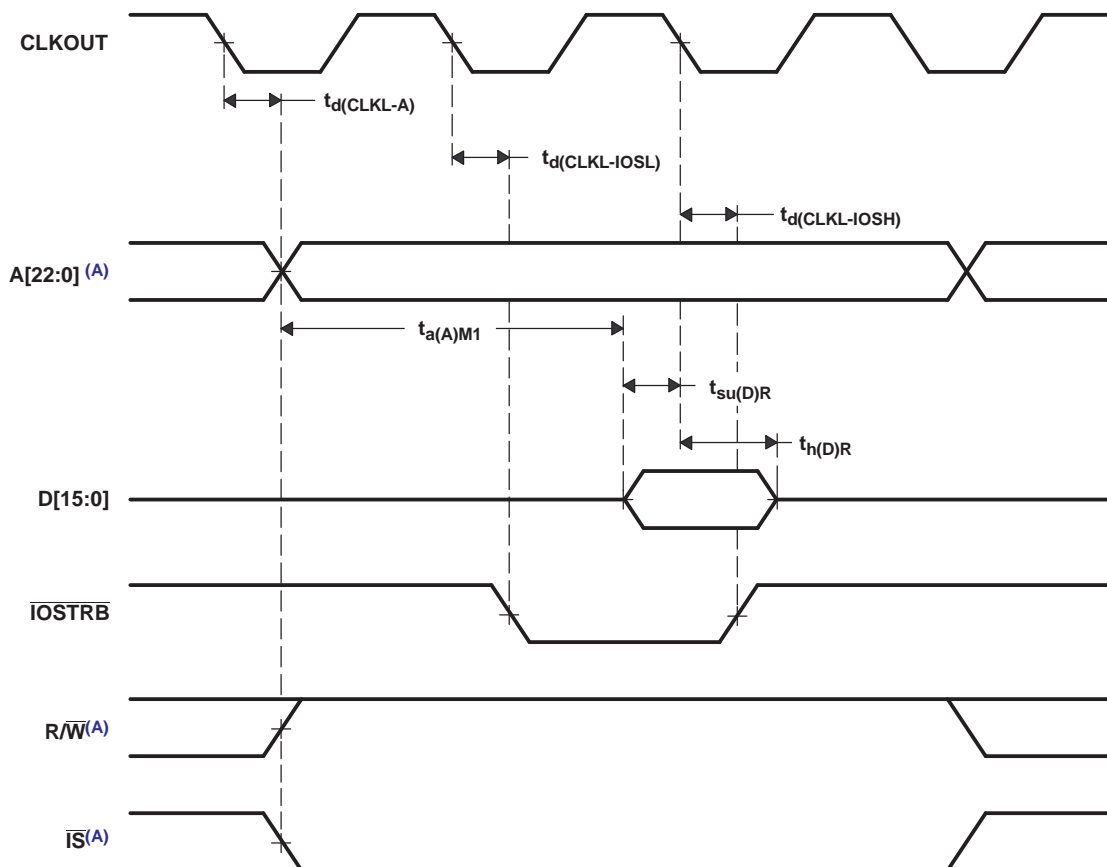 CLKOUT
td(CLKL-A)
td(CLKL-IOSL)
td(CLKL-IOSH)
A[22:0] (A)
ta(A)M1
tsu(D)R
th(D)R
D[15:0]
IOSTRB
R/W(A)
IS(A)